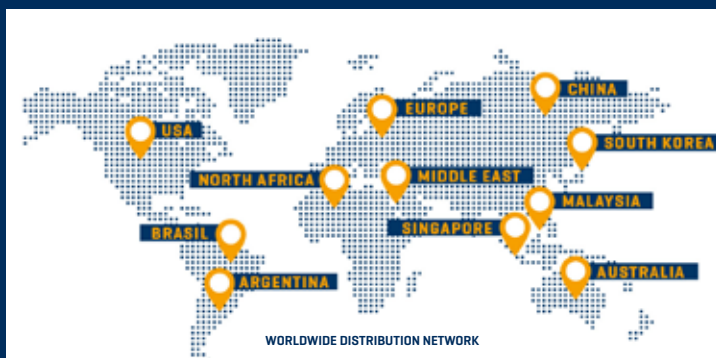 CHINA
EUROPE
USA
SOUTH KOREA
NORTH AFRICA
MIDDLE EAST
MALAYSIA
BRASIL
SINGAPORE
AUSTRALIA
ARGENTINA
WORLDWIDE DISTRIBUTION NETWORK